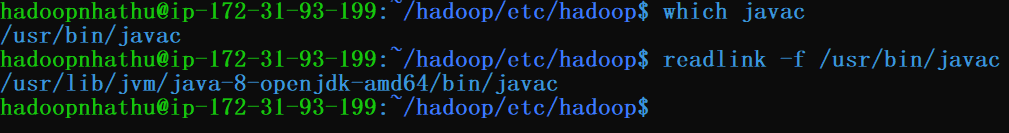 hadoopnhathu@ip-172-31-93-199:~/hadoop/etc/hadoop$ which javac
/usr/bin/javac
hadoopnhathu@ip-172-31-93-199:~/hadoop/etc/hadoop$ readlink -f /usr/bin/javac
/usr/lib/jvm/java-8-openjdk-amd64/bin/javac
hadoopnhathu@ip-172-31-93-199:~/hadoop/etc/hadoop$